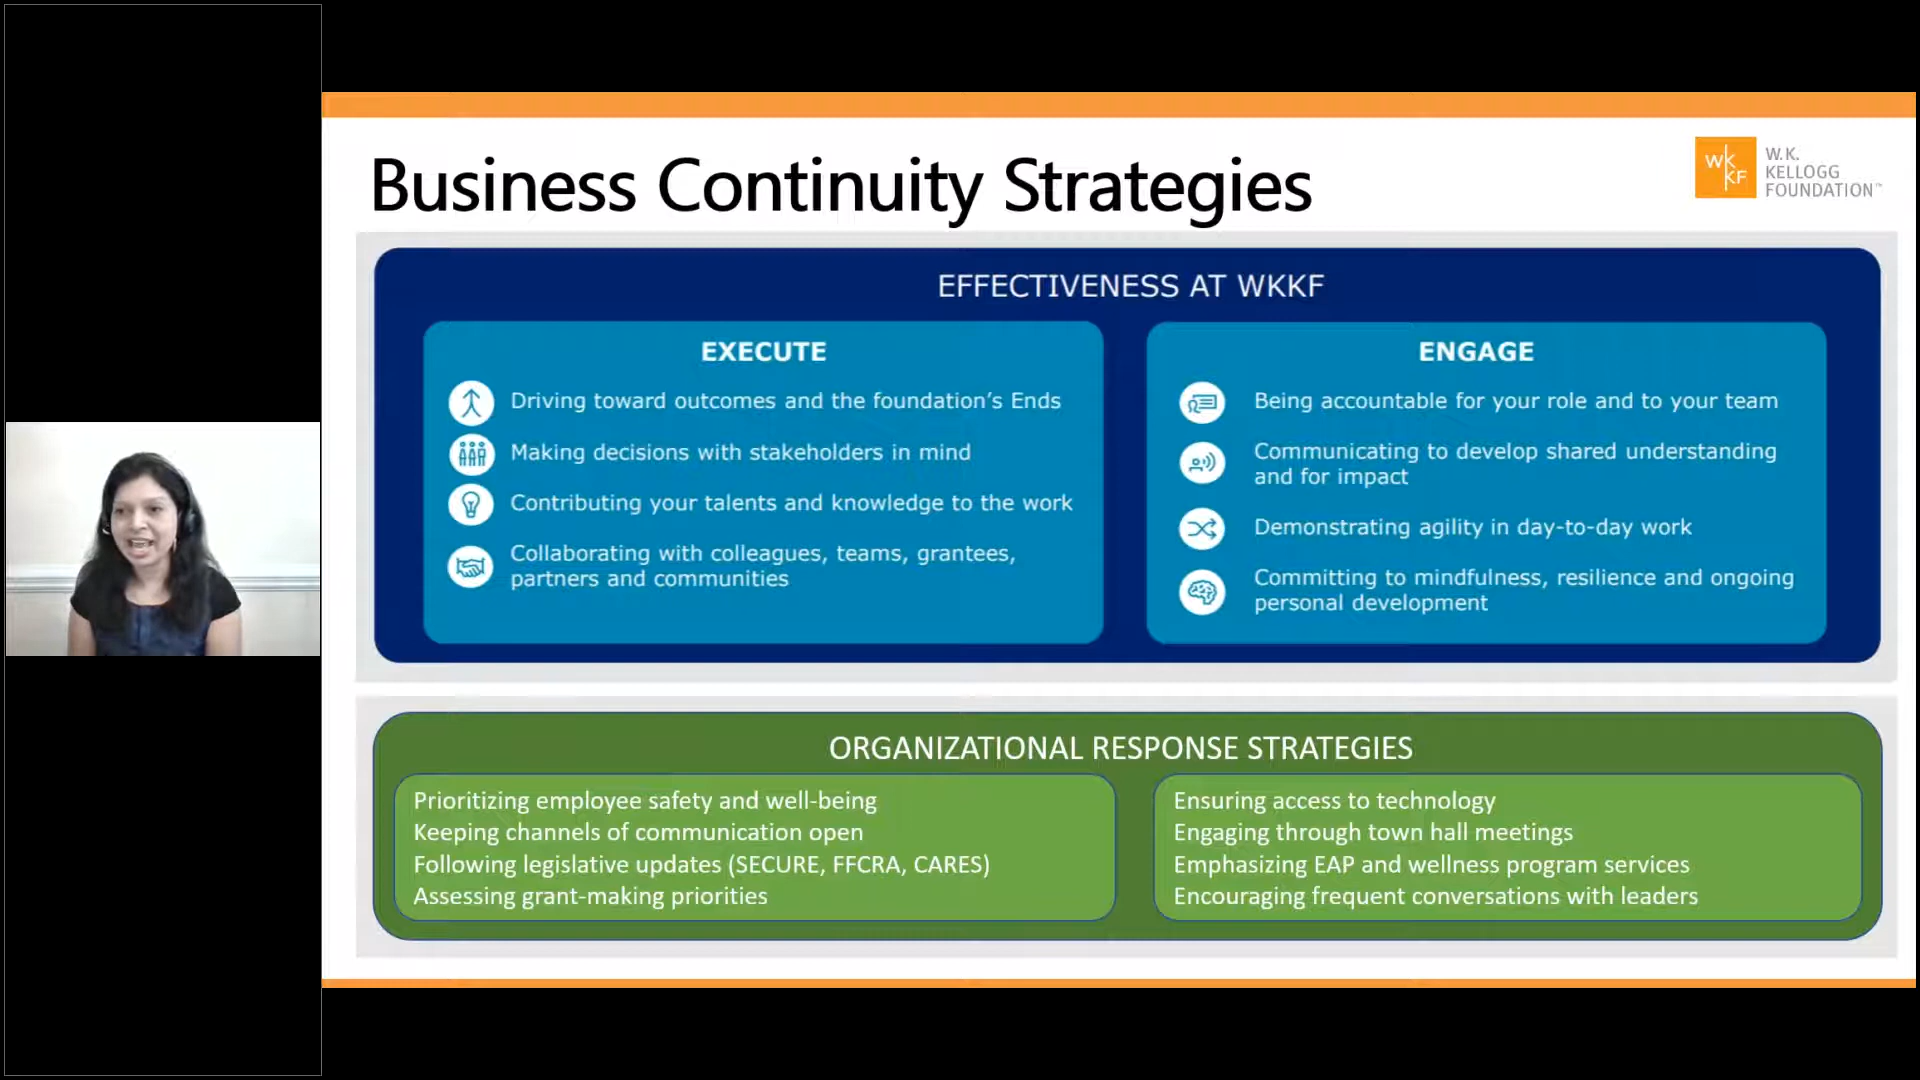 Business Continuity Strategies
WK
KF
W.K.
KELLOGG
FOUNDATION™
EFFECTIVENESS AT WKKF
EXECUTE
Driving toward outcomes and the foundation's Ends
Making decisions with stakeholders in mind
Contributing your talents and knowledge to the work
Collaborating with colleagues, teams, grantees,
partners and communities
ENGAGE
Being accountable for your role and to your team
Communicating to develop shared understanding
and for impact
Demonstrating agility in day-to-day work
Committing to mindfulness, resilience and ongoing
personal development
ORGANIZATIONAL RESPONSE STRATEGIES
Prioritizing employee safety and well-being
Keeping channels of communication open
Following legislative updates (SECURE, FFCRA, CARES)
Assessing grant-making priorities
Ensuring access to technology
Engaging through town hall meetings
Emphasizing EAP and wellness program services
Encouraging frequent conversations with leaders